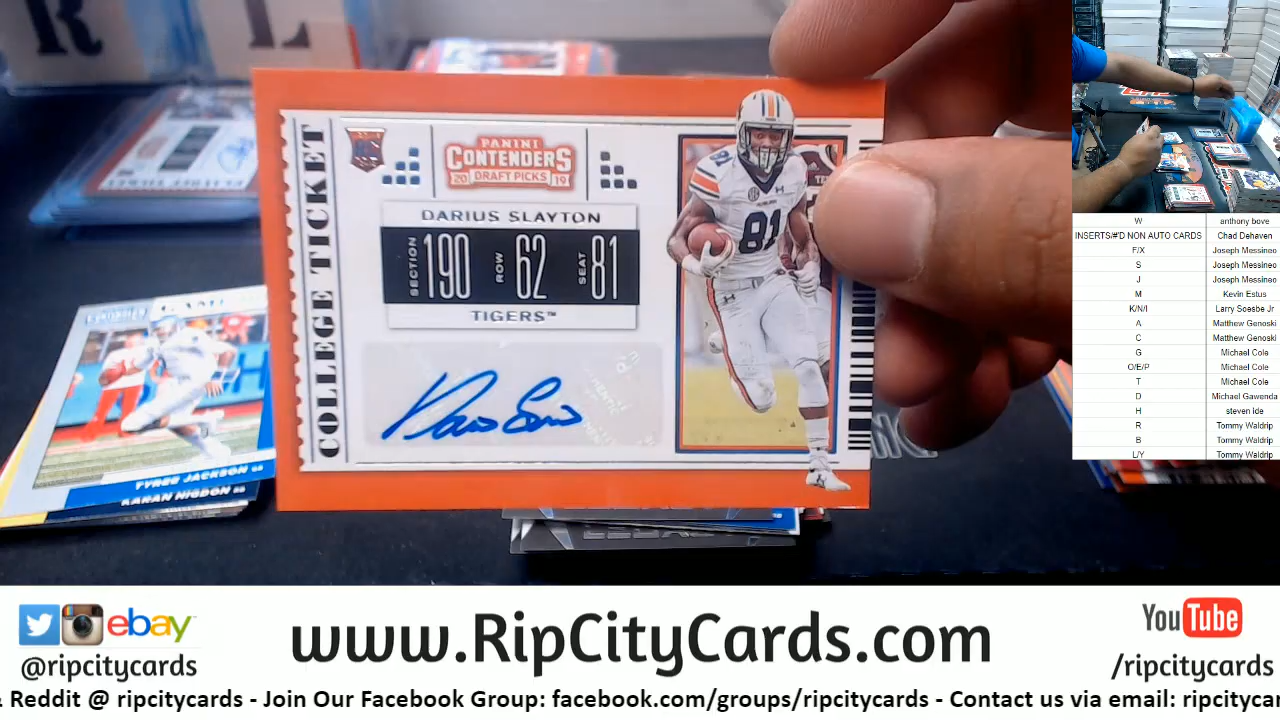 R L
PANINI
CONTENDERS
2019 DRAFT PICKS
COLLEGE TICKET
DARIUS SLAYTON
SECTION 190 ROW 62 SEAT 81
TIGERS™
81
81
TYREE JACKSON
KARAN HIGDON
W anthony bove
INSERTS/#'D NON AUTO CARDS Chad Dehaven
F/X Joseph Messineo
S Joseph Messineo
J Joseph Messineo
M Kevin Estus
K/N/I Larry Soesbe Jr
A Matthew Genoski
C Matthew Genoski
G Michael Cole
O/E/P Michael Cole
T Michael Cole
D Michael Gawenda
H steven ide
R Tommy Waldrip
B Tommy Waldrip
L/Y Tommy Waldrip
ebay™
@ripcitycards
www.RipCityCards.com
YouTube
/ripcitycards
& Reddit @ ripcitycards - Join Our Facebook Group: facebook.com/groups/ripcitycards - Contact us via email: ripcitycar